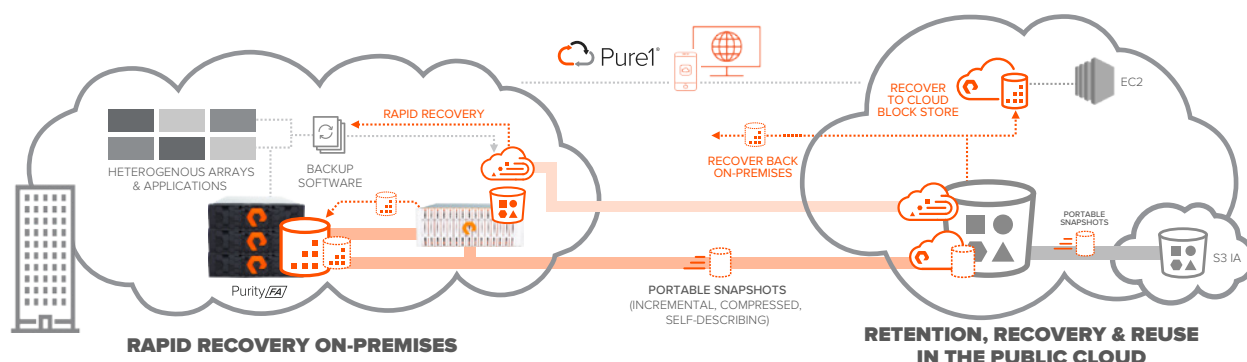 Pure1®
RAPID RECOVERY
HETEROGENOUS ARRAYS
& APPLICATIONS
BACKUP
SOFTWARE
Purity FA
RECOVER
TO CLOUD
BLOCK STORE
EC2
RECOVER BACK
ON-PREMISES
PORTABLE
SNAPSHOTS
S3 IA
PORTABLE SNAPSHOTS
(INCREMENTAL, COMPRESSED,
SELF-DESCRIBING)
RAPID RECOVERY ON-PREMISES
RETENTION, RECOVERY & REUSE
IN THE PUBLIC CLOUD